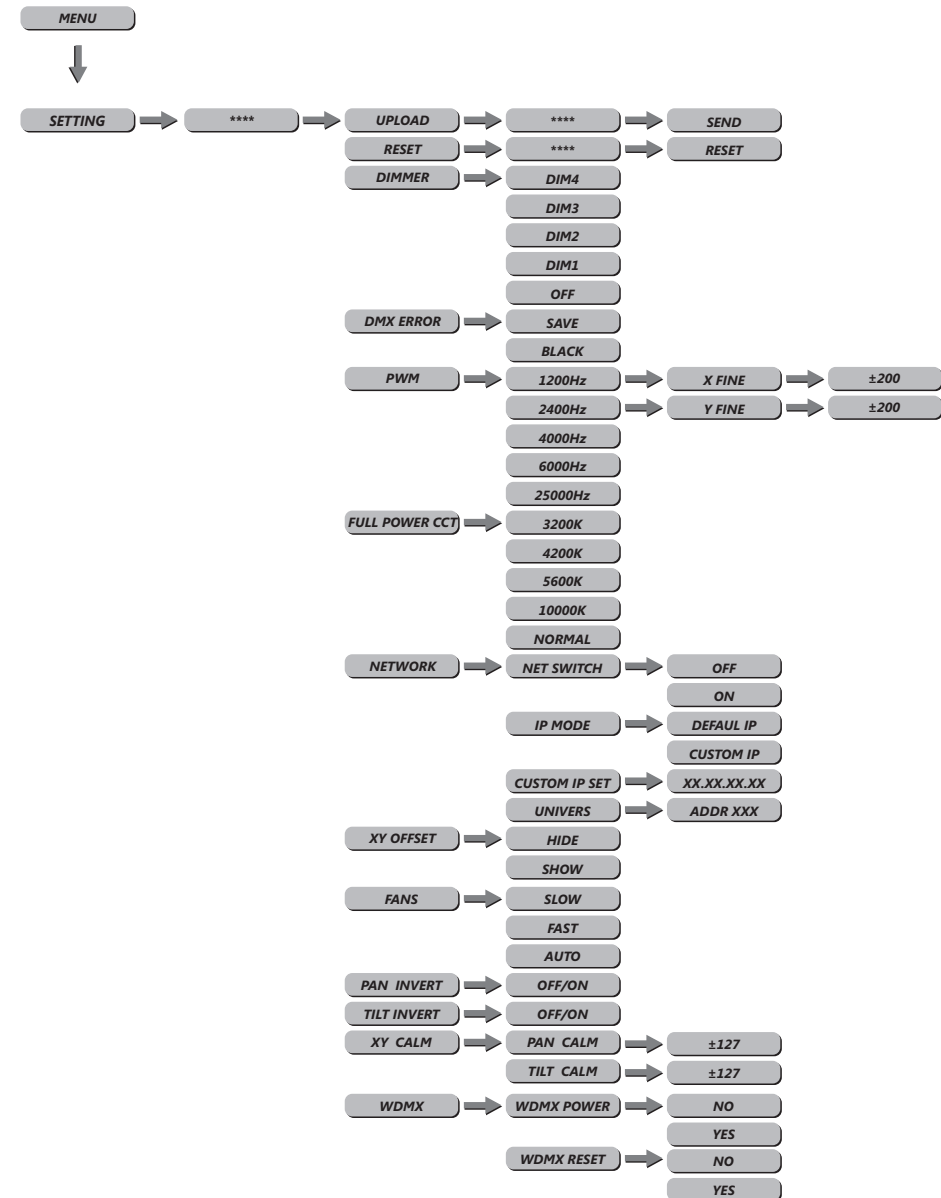 MENU
SETTING **** UPLOAD **** SEND
RESET **** RESET
DIMMER DIM4
DIM3
DIM2
DIM1
OFF
DMX ERROR SAVE
BLACK
PWM 1200Hz X FINE ±200
2400Hz Y FINE ±200
4000Hz
6000Hz
25000Hz
FULL POWER CCT 3200K
4200K
5600K
10000K
NORMAL
NETWORK NET SWITCH OFF
ON
IP MODE DEFAUL IP
CUSTOM IP
CUSTOM IP SET XX.XX.XX.XX
UNIVERS ADDR XXX
XY OFFSET HIDE
SHOW
FANS SLOW
FAST
AUTO
PAN INVERT OFF/ON
TILT INVERT OFF/ON
XY CALM PAN CALM ±127
TILT CALM ±127
WDMX WDMX POWER NO
YES
WDMX RESET NO
YES